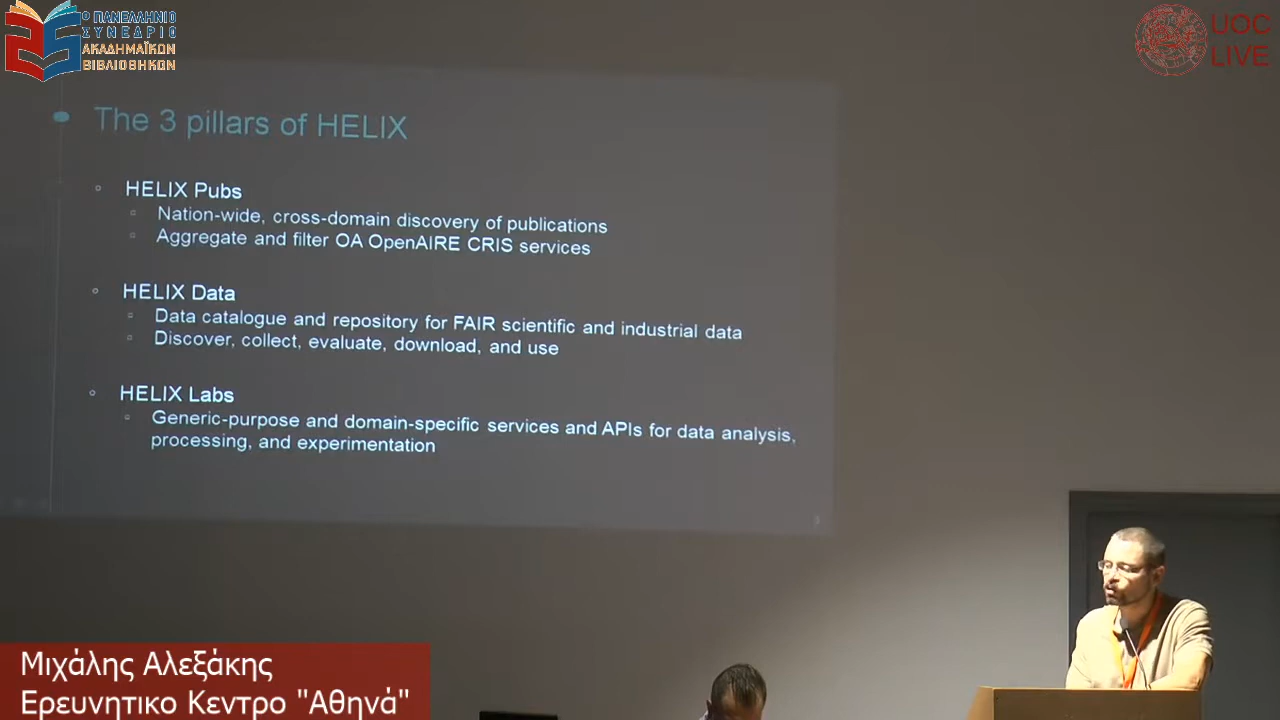 Ο ΠΑΝΕΛΛΗΝΙΟ
ΣΥΝΕΔΡΙΟ
ΑΚΑΔΗΜΑΪΚΩΝ
ΒΙΒΛΙΟΘΗΚΩΝ
UOC
LIVE
The 3 pillars of HELIX
HELIX Pubs
Nation-wide, cross-domain discovery of publications
Aggregate and filter OA OpenAIRE CRIS services
HELIX Data
Data catalogue and repository for FAIR scientific and industrial data
Discover, collect, evaluate, download, and use
HELIX Labs
Generic-purpose and domain-specific services and APIs for data analysis,
processing, and experimentation
Μιχάλης Αλεξάκης
Ερευνητικο Κεντρο "Αθηνά"